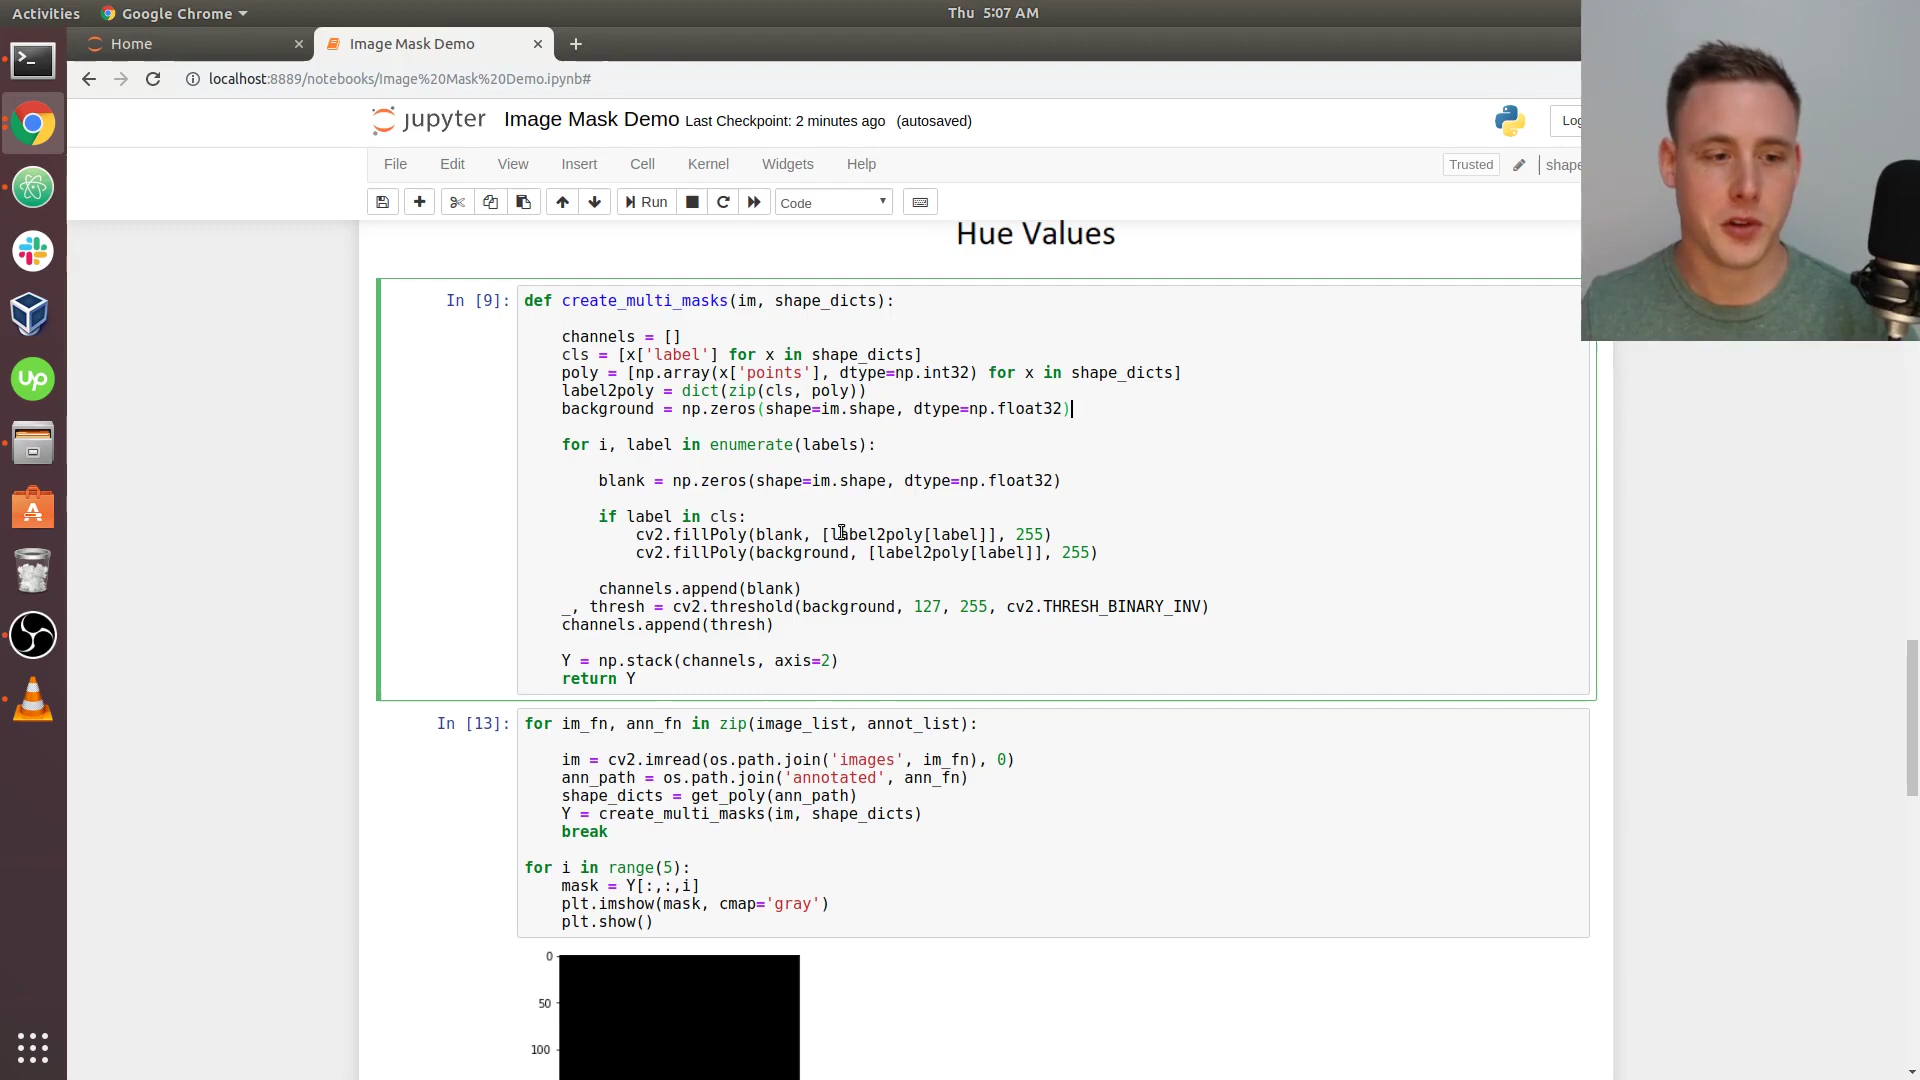 Activities Google Chrome Thu 5:07 AM
Home Image Mask Demo
localhost:8889/notebooks/Image%20Mask%20Demo.ipynb#
jupyter Image Mask Demo Last Checkpoint: 2 minutes ago (autosaved)
File Edit View Insert Cell Kernel Widgets Help Trusted
Run Code
Hue Values
In [9]: def create_multi_masks(im, shape_dicts):
channels = []
cls = [x['label'] for x in shape_dicts]
poly = [np.array(x['points'], dtype=np.int32) for x in shape_dicts]
label2poly = dict(zip(cls, poly))
background = np.zeros(shape=im.shape, dtype=np.float32)
for i, label in enumerate(labels):
blank = np.zeros(shape=im.shape, dtype=np.float32)
if label in cls:
cv2.fillPoly(blank, [label2poly[label]], 255)
cv2.fillPoly(background, [label2poly[label]], 255)
channels.append(blank)
_, thresh = cv2.threshold(background, 127, 255, cv2.THRESH_BINARY_INV)
channels.append(thresh)
Y = np.stack(channels, axis=2)
return Y
In [13]: for im_fn, ann_fn in zip(image_list, annot_list):
im = cv2.imread(os.path.join('images', im_fn), 0)
ann_path = os.path.join('annotated', ann_fn)
shape_dicts = get_poly(ann_path)
Y = create_multi_masks(im, shape_dicts)
break
for i in range(5):
mask = Y[:,:,i]
plt.imshow(mask, cmap='gray')
plt.show()
0
50
100